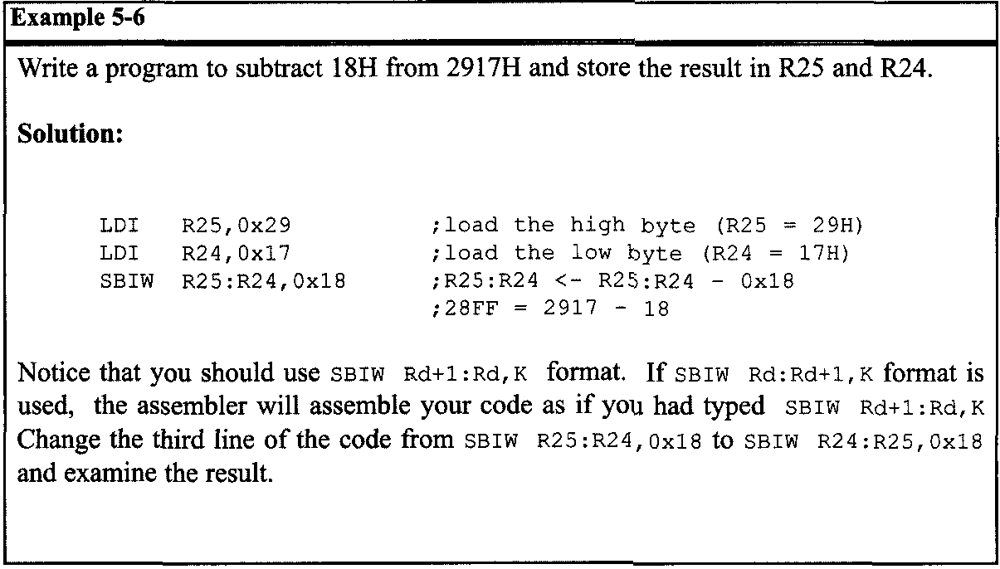 Example 5-6
Write a program to subtract 18H from 2917H and store the result in R25 and R24.
Solution:
LDI R25,0x29 ;load the high byte (R25 = 29H)
LDI R24,0x17 ;load the low byte (R24 = 17H)
SBIW R25:R24,0x18 ;R25:R24 <- R25:R24 - 0x18
;28FF = 2917 - 18
Notice that you should use SBIW Rd+1:Rd,K format. If SBIW Rd:Rd+1,K format is
used, the assembler will assemble your code as if you had typed SBIW Rd+1:Rd,K
Change the third line of the code from SBIW R25:R24,0x18 to SBIW R24:R25,0x18
and examine the result.